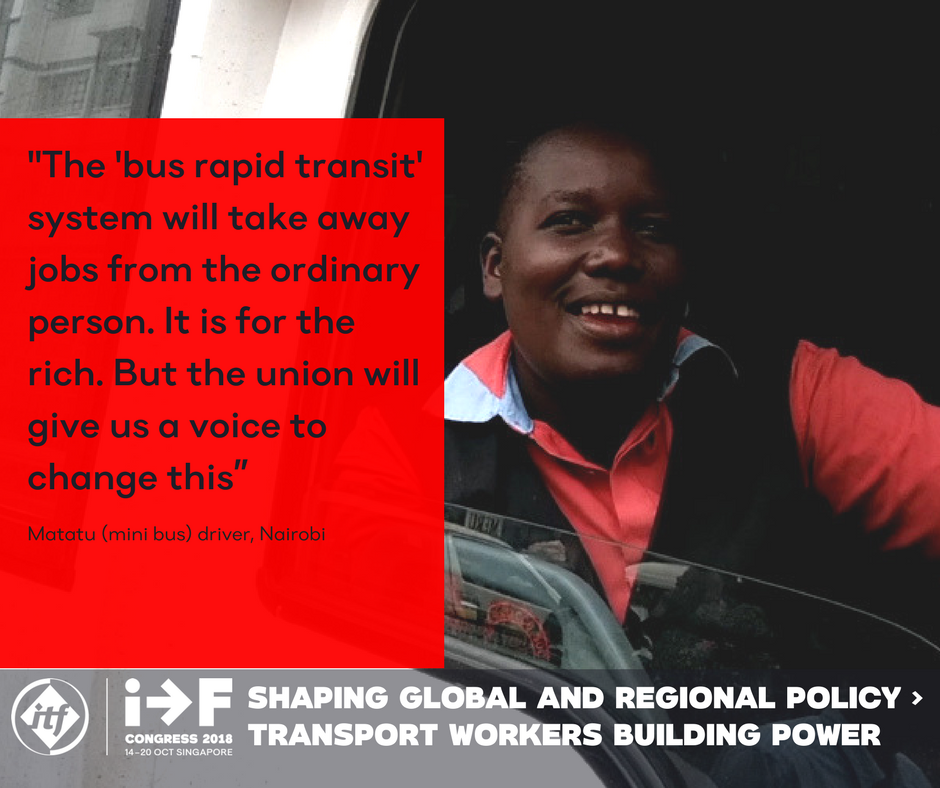 "The 'bus rapid transit'
system will take away
jobs from the ordinary
person. It is for the
rich. But the union will
give us a voice to
change this”
Matatu (mini bus) driver, Nairobi
itf
i→F
CONGRESS 2018
14–20 OCT SINGAPORE
SHAPING GLOBAL AND REGIONAL POLICY >
TRANSPORT WORKERS BUILDING POWER